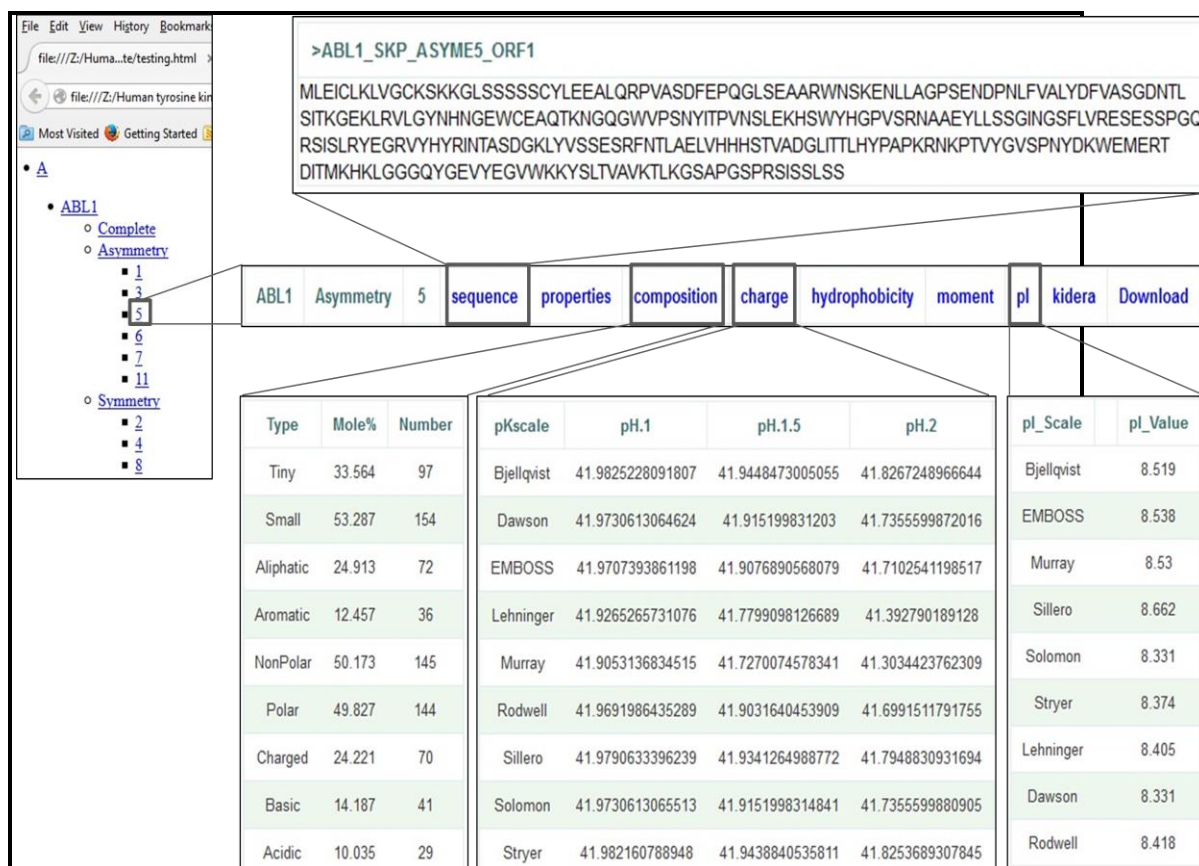 File Edit View History Bookmark
file:///Z:/Huma...te/testing.html
file:///Z:/Human tyrosine kin
Most Visited Getting Started
A
ABL1
Complete
Asymmetry
1
3
5
6
7
11
Symmetry
2
4
8
>ABL1_SKP_ASYME5_ORF1
MLEICLKLVGCKSKKGLSSSSSCYLEEALQRPVASDFEPQGLSEAARWNSKENLLAGPSENDPNLFVALYDFVASGDNTL
SITKGEKLRVLGYNHNGEWCEAQTKNGQGWVPSNYITPVNSLEKHSWYHGPVSRNAAEYLLSSGINGSFLVRESESSPGQ
RSISLRYEGRVYHYRINTASDGKLYVSSESRFNTLAELVHHHSTVADGLITTLHYPAPKRNKPTVYGVSPNYDKWEMERT
DITMKHKLGGGQYGEVYEGVWKKYSLTVAVKTLKGSAPGSPRSISSLSS
ABL1 Asymmetry 5 sequence properties composition charge hydrophobicity moment pI kidera Download
Type Mole% Number
Tiny 33.564 97
Small 53.287 154
Aliphatic 24.913 72
Aromatic 12.457 36
NonPolar 50.173 145
Polar 49.827 144
Charged 24.221 70
Basic 14.187 41
Acidic 10.035 29
pKscale pH.1 pH.1.5 pH.2
Bjellqvist 41.9825228091807 41.9448473005055 41.8267248966644
Dawson 41.9730613064624 41.915199831203 41.7355599872016
EMBOSS 41.9707393861198 41.9076890568079 41.7102541198517
Lehninger 41.9265265731076 41.7799098126689 41.392790189128
Murray 41.9053136834515 41.7270074578341 41.3034423762309
Rodwell 41.9691986435289 41.9031640453909 41.6991511791755
Sillero 41.9790633396239 41.9341264988772 41.7948830931694
Solomon 41.9730613065513 41.9151998314841 41.7355599880905
Stryer 41.982160788948 41.9438840535811 41.8253689307845
pI_Scale pI_Value
Bjellqvist 8.519
EMBOSS 8.538
Murray 8.53
Sillero 8.662
Solomon 8.331
Stryer 8.374
Lehninger 8.405
Dawson 8.331
Rodwell 8.418